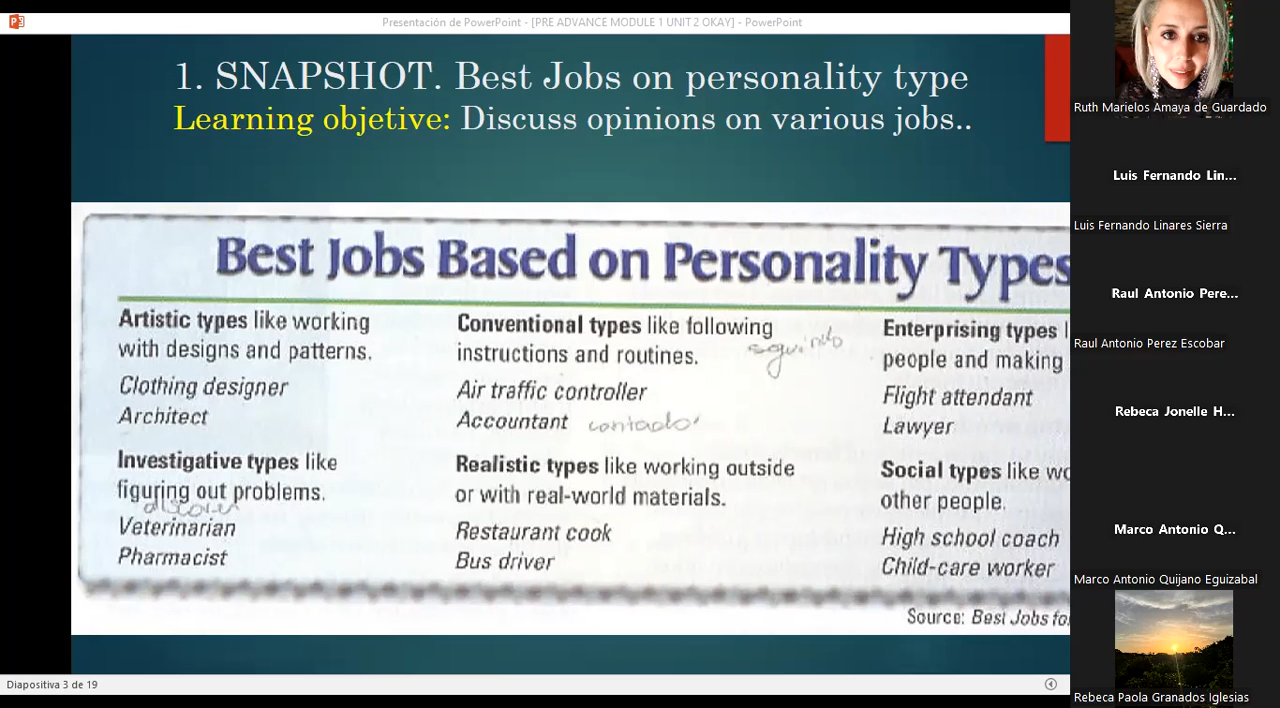 Presentación de PowerPoint - [PRE ADVANCE MODULE 1 UNIT 2 OKAY] - PowerPoint
1. SNAPSHOT. Best Jobs on personality type
Learning objetive: Discuss opinions on various jobs..
Best Jobs Based on Personality Types
Artistic types like working
with designs and patterns.
Clothing designer
Architect
Conventional types like following
seguindo
instructions and routines.
Air traffic controller
Accountant contador
Enterprising types
people and making
Flight attendant
Lawyer
Investigative types like
figuring out problems.
discover
Veterinarian
Pharmacist
Realistic types like working outside
or with real-world materials.
Restaurant cook
Bus driver
Social types like
other people.
High school coach
Child-care worker
Source: Best Jobs
Diapositiva 3 de 19
Ruth Marielos Amaya de Guardado
Luis Fernando Lin...
Luis Fernando Linares Sierra
Raul Antonio Pere...
Raul Antonio Perez Escobar
Rebeca Jonelle H...
Marco Antonio Q...
Marco Antonio Quijano Eguizabal
Rebeca Paola Granados Iglesias